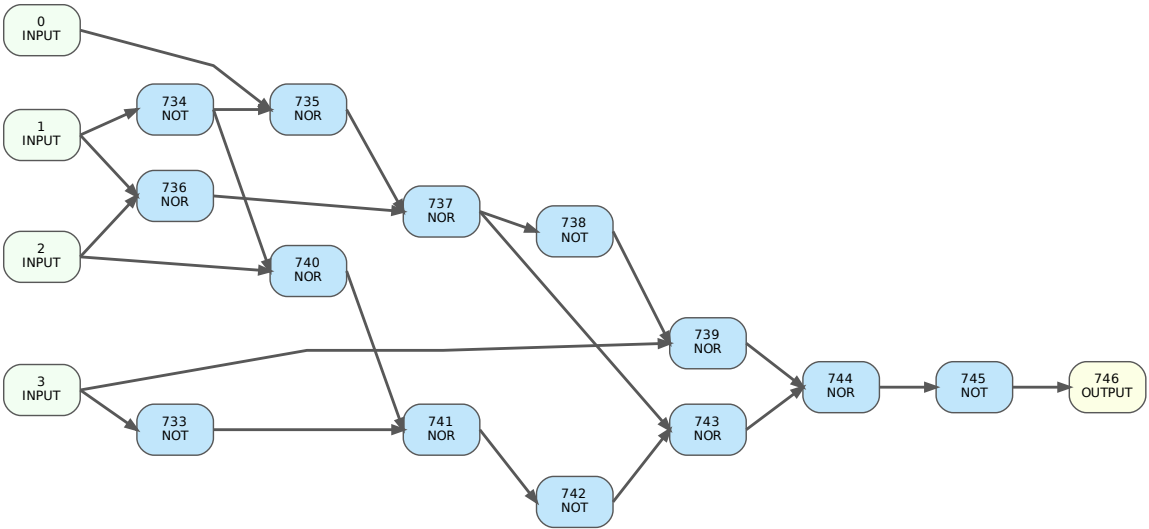 0
INPUT
734
NOT
735
NOR
1
INPUT
736
NOR
737
NOR
738
NOT
2
INPUT
740
NOR
739
NOR
3
INPUT
744
NOR
745
NOT
746
OUTPUT
733
NOT
741
NOR
743
NOR
742
NOT